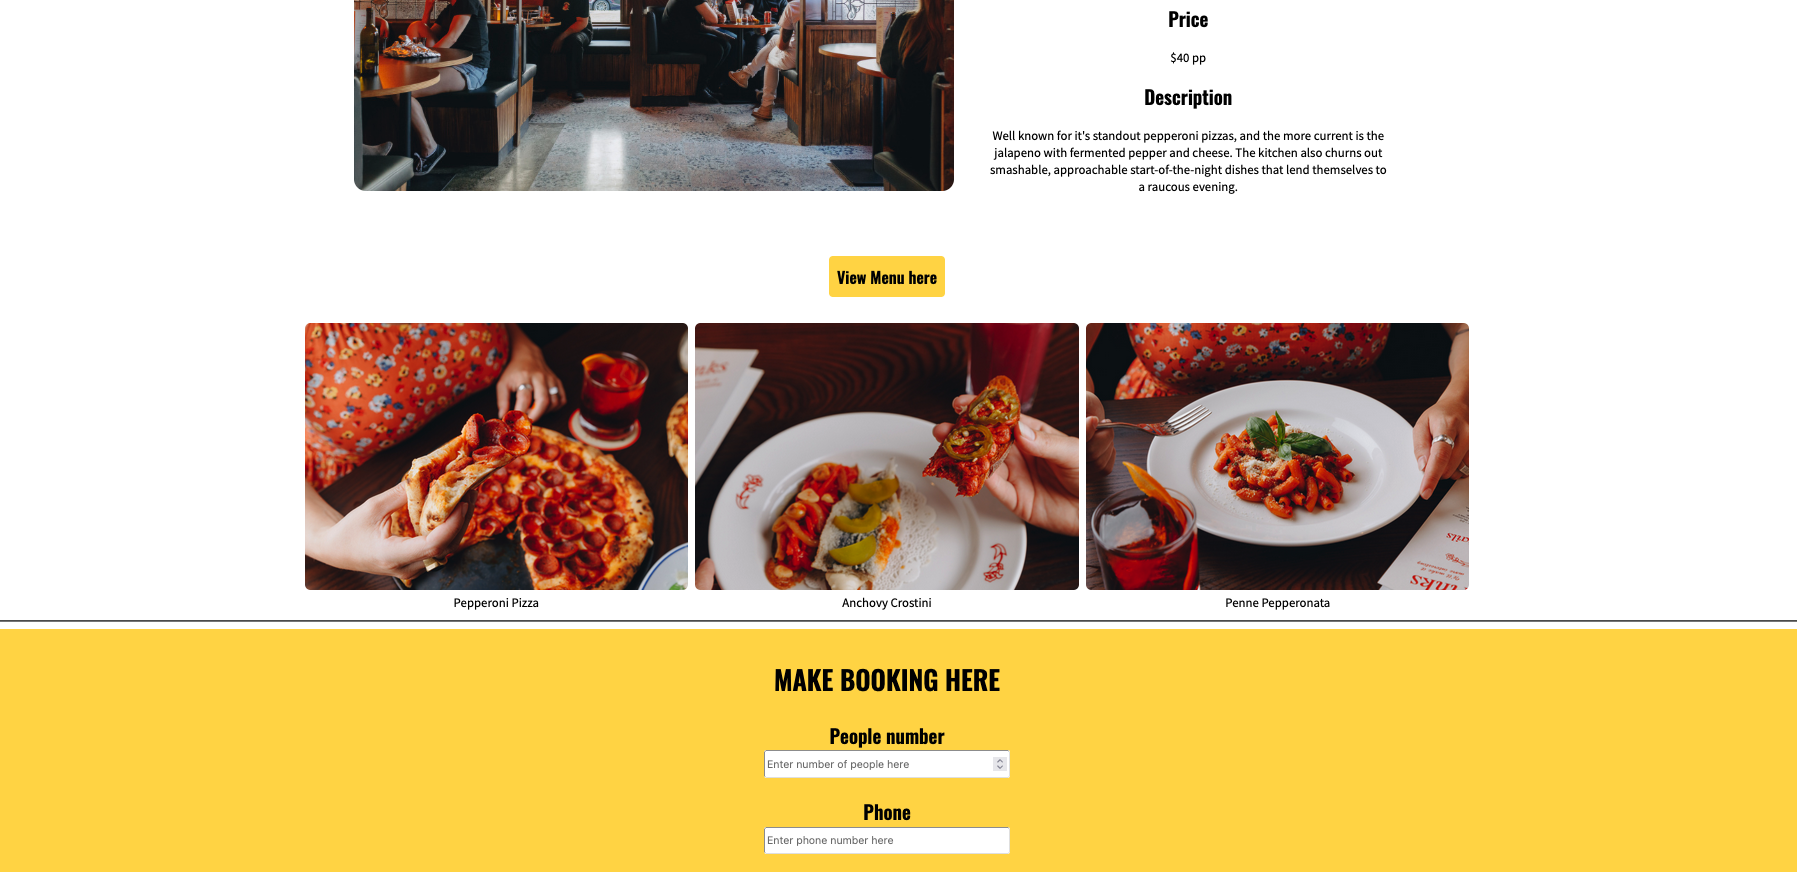 Price
$40 pp
Description
Well known for it's standout pepperoni pizzas, and the more current is the
jalapeno with fermented pepper and cheese. The kitchen also churns out
smashable, approachable start-of-the-night dishes that lend themselves to
a raucous evening.
View Menu here
Pepperoni Pizza
Anchovy Crostini
Penne Pepperonata
MAKE BOOKING HERE
People number
Enter number of people here
Phone
Enter phone number here